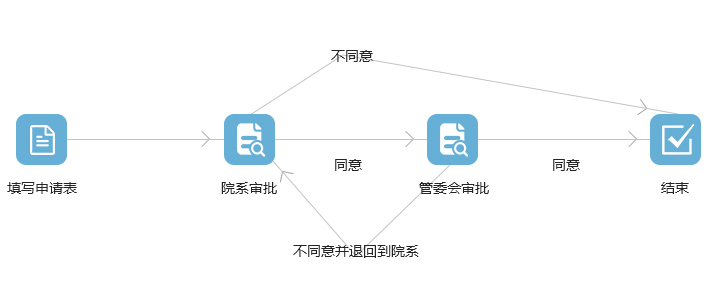 不同意
同意
同意
填写申请表
院系审批
管委会审批
结束
不同意并退回到院系